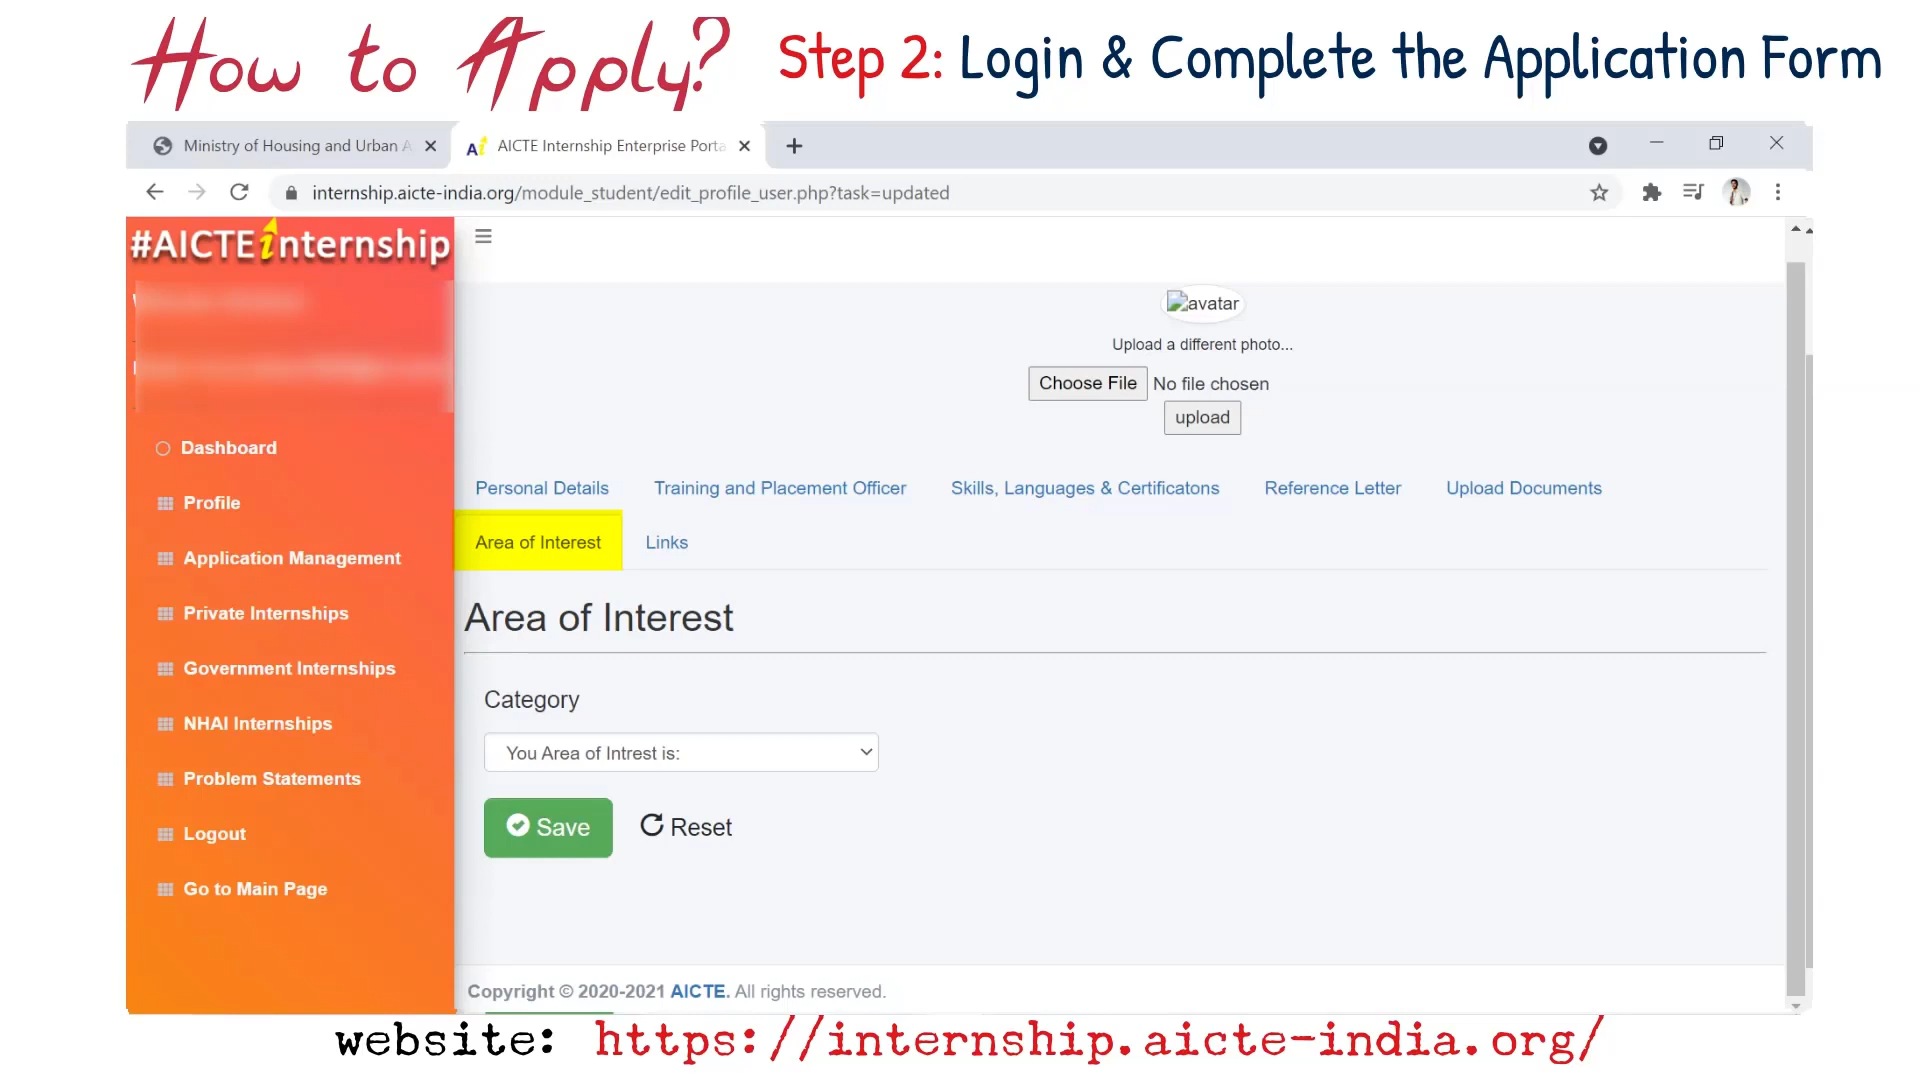 How to Apply? Step 2: Login & Complete the Application Form
Ministry of Housing and Urban A
AICTE Internship Enterprise Porta
internship.aicte-india.org/module_student/edit_profile_user.php?task=updated
#AICTEinternship
avatar
Upload a different photo...
Choose File No file chosen
upload
Dashboard
Profile
Application Management
Private Internships
Government Internships
NHAI Internships
Problem Statements
Logout
Go to Main Page
Personal Details Training and Placement Officer Skills, Languages & Certificatons Reference Letter Upload Documents
Area of Interest Links
Area of Interest
Category
You Area of Intrest is:
Save Reset
Copyright © 2020-2021 AICTE. All rights reserved.
website: https://internship.aicte-india.org/